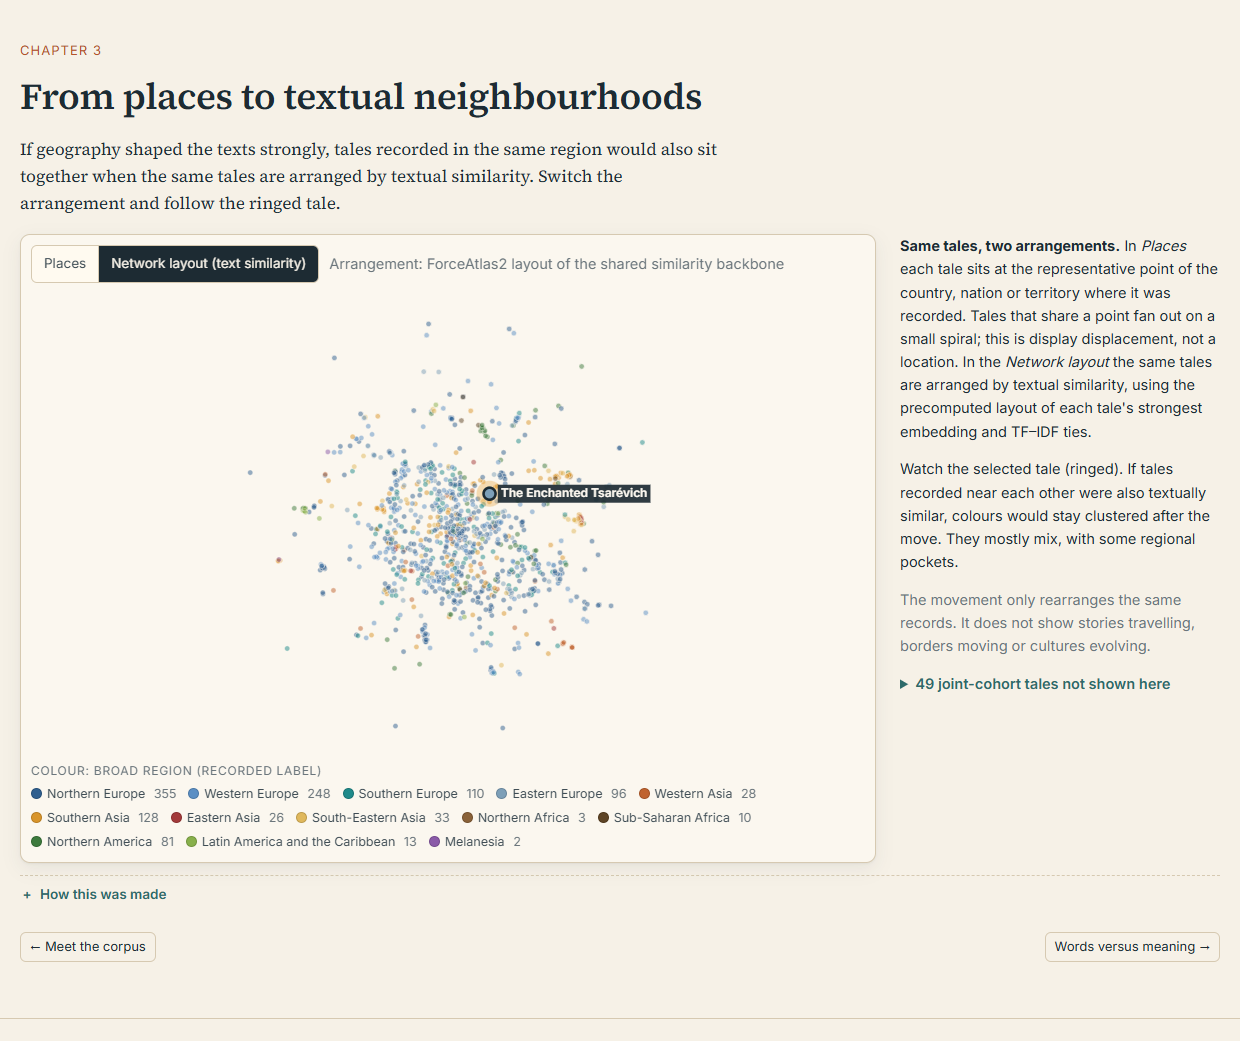 CHAPTER 3
From places to textual neighbourhoods
If geography shaped the texts strongly, tales recorded in the same region would also sit
together when the same tales are arranged by textual similarity. Switch the
arrangement and follow the ringed tale.
Places
Network layout (text similarity)
Arrangement: ForceAtlas2 layout of the shared similarity backbone
The Enchanted Tsarévich
COLOUR: BROAD REGION (RECORDED LABEL)
Northern Europe 355 Western Europe 248 Southern Europe 110 Eastern Europe 96 Western Asia 28
Southern Asia 128 Eastern Asia 26 South-Eastern Asia 33 Northern Africa 3 Sub-Saharan Africa 10
Northern America 81 Latin America and the Caribbean 13 Melanesia 2
Same tales, two arrangements. In Places
each tale sits at the representative point of the
country, nation or territory where it was
recorded. Tales that share a point fan out on a
small spiral; this is display displacement, not a
location. In the Network layout the same tales
are arranged by textual similarity, using the
precomputed layout of each tale's strongest
embedding and TF–IDF ties.
Watch the selected tale (ringed). If tales
recorded near each other were also textually
similar, colours would stay clustered after the
move. They mostly mix, with some regional
pockets.
The movement only rearranges the same
records. It does not show stories travelling,
borders moving or cultures evolving.
▶ 49 joint-cohort tales not shown here
+ How this was made
← Meet the corpus
Words versus meaning →